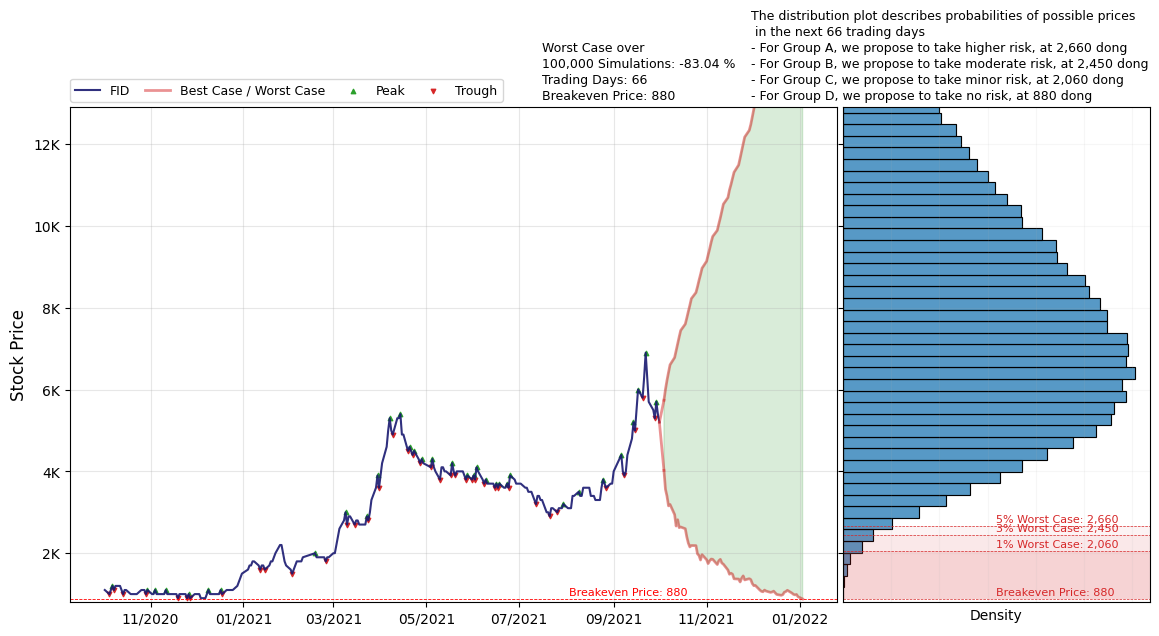 The distribution plot describes probabilities of possible prices
in the next 66 trading days
- For Group A, we propose to take higher risk, at 2,660 dong
- For Group B, we propose to take moderate risk, at 2,450 dong
- For Group C, we propose to take minor risk, at 2,060 dong
- For Group D, we propose to take no risk, at 880 dong
Worst Case over
100,000 Simulations: -83.04 %
Trading Days: 66
Breakeven Price: 880
FID
Best Case / Worst Case
Peak
Trough
Stock Price
12K
10K
8K
6K
4K
2K
Breakeven Price: 880
11/2020
01/2021
03/2021
05/2021
07/2021
09/2021
11/2021
01/2022
5% Worst Case: 2,660
3% Worst Case: 2,450
1% Worst Case: 2,060
Breakeven Price: 880
Density